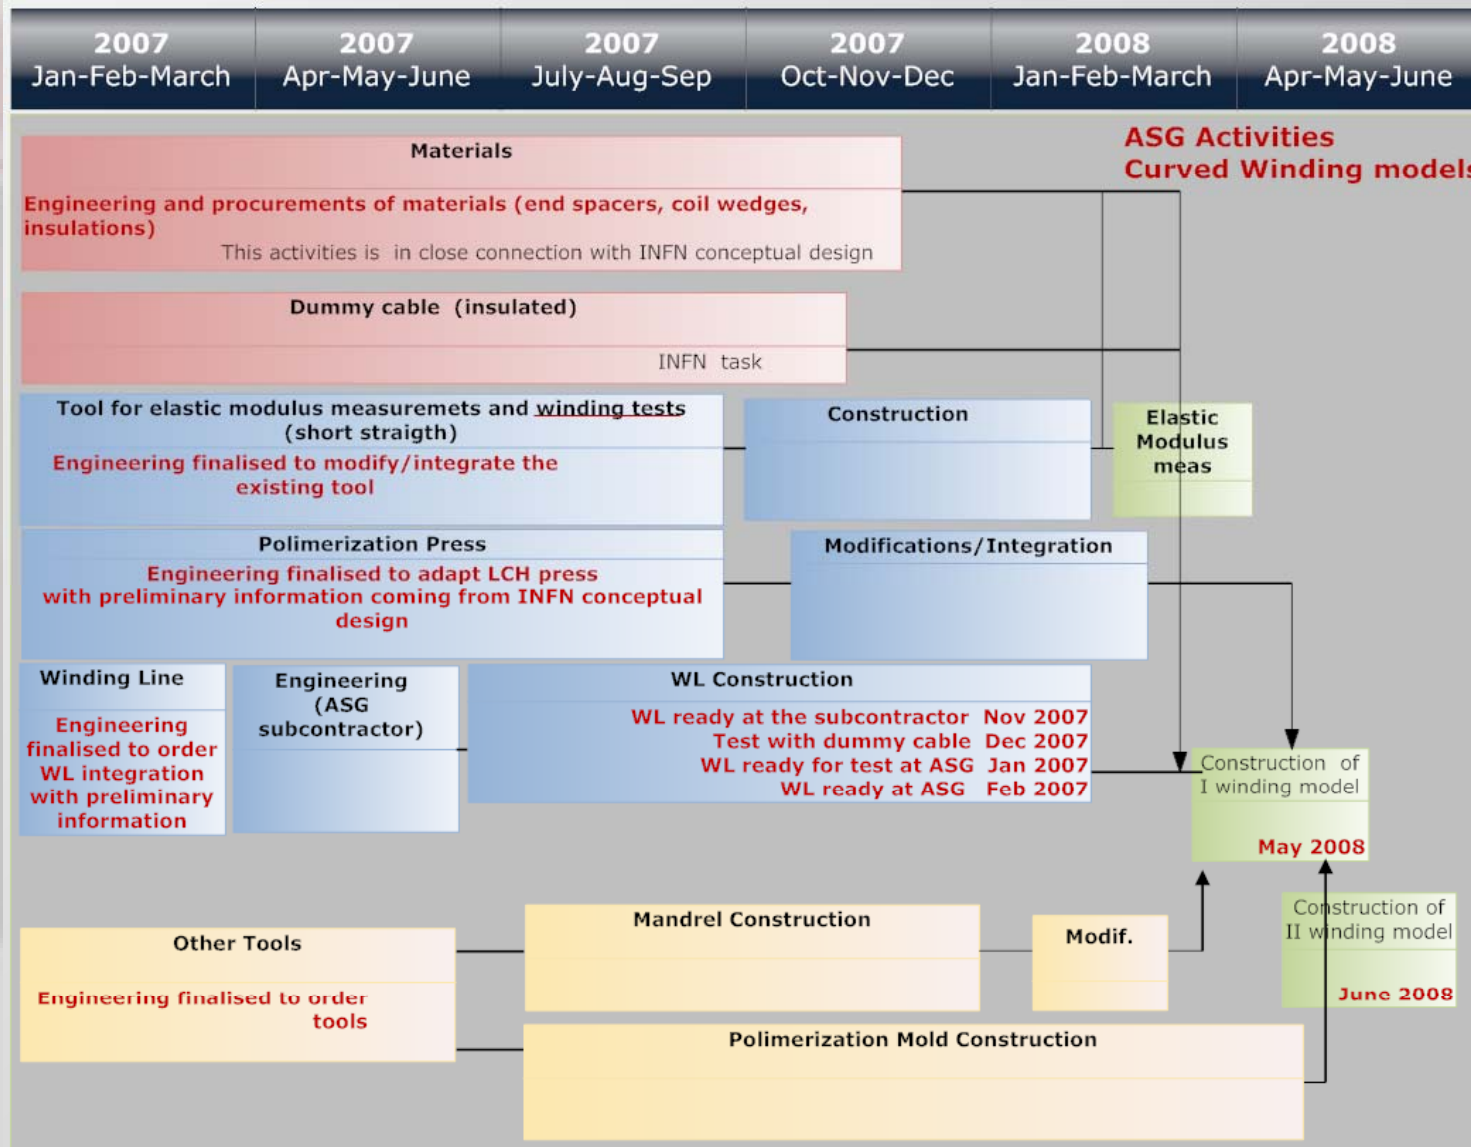 2007
Jan-Feb-March
2007
Apr-May-June
2007
July-Aug-Sep
2007
Oct-Nov-Dec
2008
Jan-Feb-March
2008
Apr-May-June
ASG Activities
Curved Winding models
Materials
Engineering and procurements of materials (end spacers, coil wedges,
insulations)
This activities is in close connection with INFN conceptual design
Dummy cable (insulated)
INFN task
Tool for elastic modulus measuremets and winding tests
(short straigth)
Engineering finalised to modify/integrate the
existing tool
Construction
Elastic
Modulus
meas
Polimerization Press
Engineering finalised to adapt LCH press
with preliminary information coming from INFN conceptual
design
Modifications/Integration
Winding Line
Engineering
finalised to order
WL integration
with preliminary
information
Engineering
(ASG
subcontractor)
WL Construction
WL ready at the subcontractor Nov 2007
Test with dummy cable Dec 2007
WL ready for test at ASG Jan 2007
WL ready at ASG Feb 2007
Construction of
I winding model
May 2008
Construction of
II winding model
June 2008
Other Tools
Engineering finalised to order
tools
Mandrel Construction
Modif.
Polimerization Mold Construction